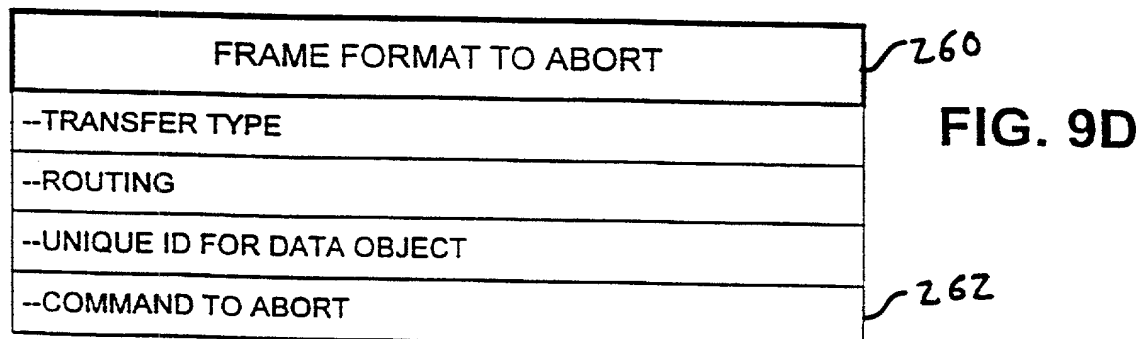 FRAME FORMAT TO ABORT
260
FIG. 9D
--TRANSFER TYPE
--ROUTING
--UNIQUE ID FOR DATA OBJECT
--COMMAND TO ABORT
262